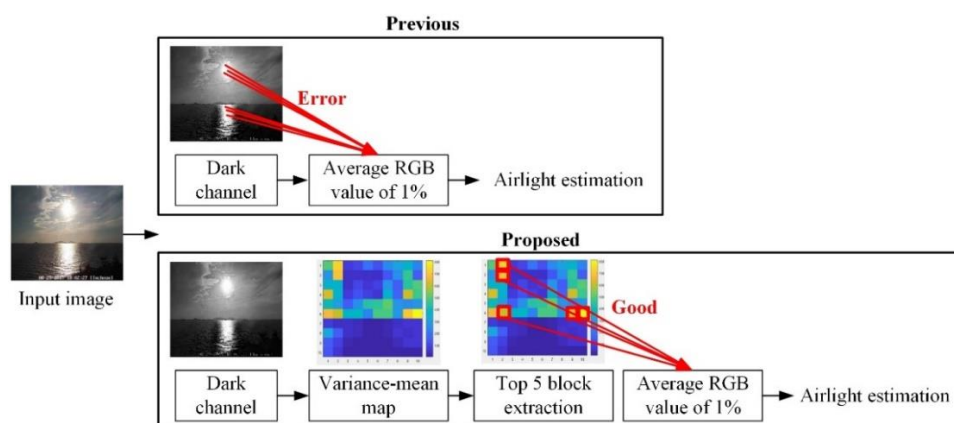 Previous
Error
Dark
channel
Average RGB
value of 1%
Airlight estimation
Input image
Proposed
Good
Dark
channel
Variance-mean
map
Top 5 block
extraction
Average RGB
value of 1%
Airlight estimation